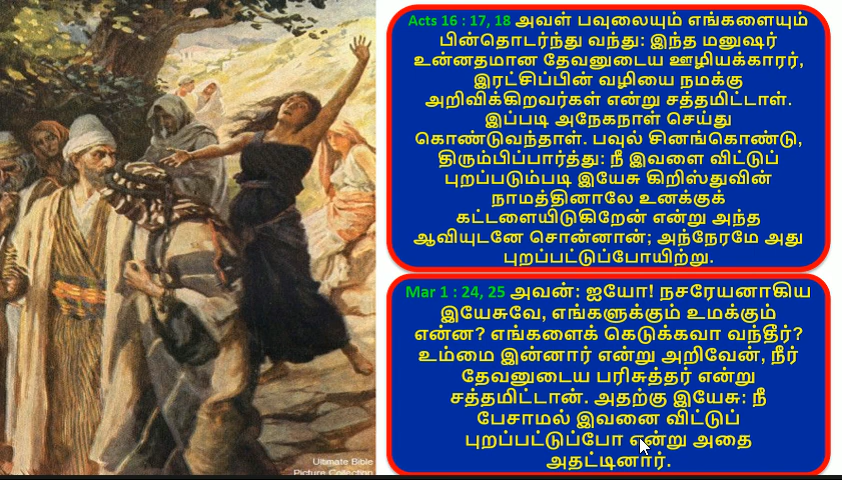 Acts 16 : 17, 18 அவள் பவுலையும் எங்களையும்
பின்தொடர்ந்து வந்து: இந்த மனுஷர்
உன்னதமான தேவனுடைய ஊழியக்காரர்,
இரட்சிப்பின் வழியை நமக்கு
அறிவிக்கிறவர்கள் என்று சத்தமிட்டாள்.
இப்படி அநேகநாள் செய்து
கொண்டுவந்தாள். பவுல் சினங்கொண்டு,
திரும்பிப்பார்த்து: நீ இவளை விட்டுப்
புறப்படும்படி இயேசு கிறிஸ்துவின்
நாமத்தினாலே உனக்குக்
கட்டளையிடுகிறேன் என்று அந்த
ஆவியுடனே சொன்னான்; அந்நேரமே அது
புறப்பட்டுப்போயிற்று.
Mar 1 : 24, 25 அவன்: ஐயோ! நசரேயனாகிய
இயேசுவே, எங்களுக்கும் உமக்கும்
என்ன? எங்களைக் கெடுக்கவா வந்தீர்?
உம்மை இன்னார் என்று அறிவேன், நீர்
தேவனுடைய பரிசுத்தர் என்று
சத்தமிட்டான். அதற்கு இயேசு: நீ
பேசாமல் இவனை விட்டுப்
புறப்பட்டுப்போ என்று அதை
அதட்டினார்.
Ultimate Bible
Picture Collection